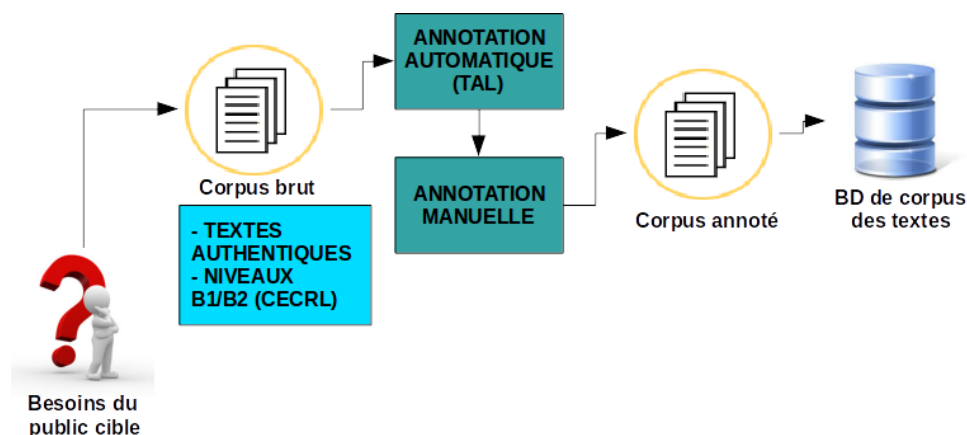 Besoins du
public cible
Corpus brut
- TEXTES
AUTHENTIQUES
- NIVEAUX
B1/B2 (CECRL)
ANNOTATION
AUTOMATIQUE
(TAL)
ANNOTATION
MANUELLE
Corpus annoté
BD de corpus
des textes